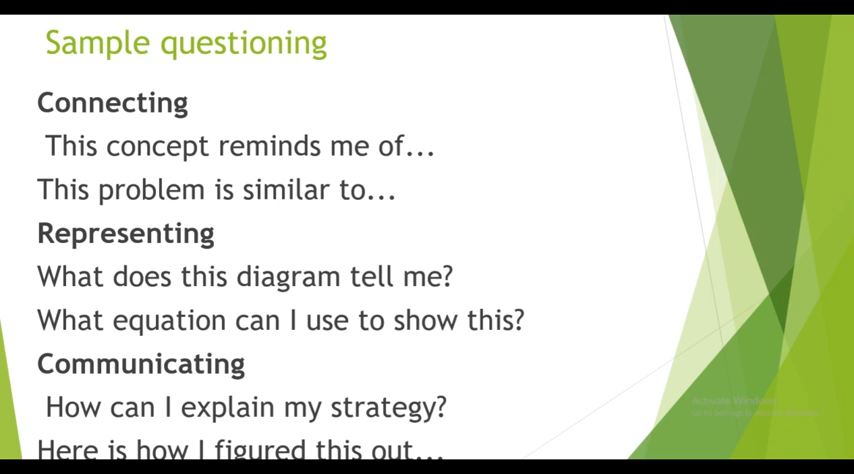 Sample questioning
Connecting
This concept reminds me of...
This problem is similar to...
Representing
What does this diagram tell me?
What equation can I use to show this?
Communicating
How can I explain my strategy?
Here is how I figured this out...
Activate Windows